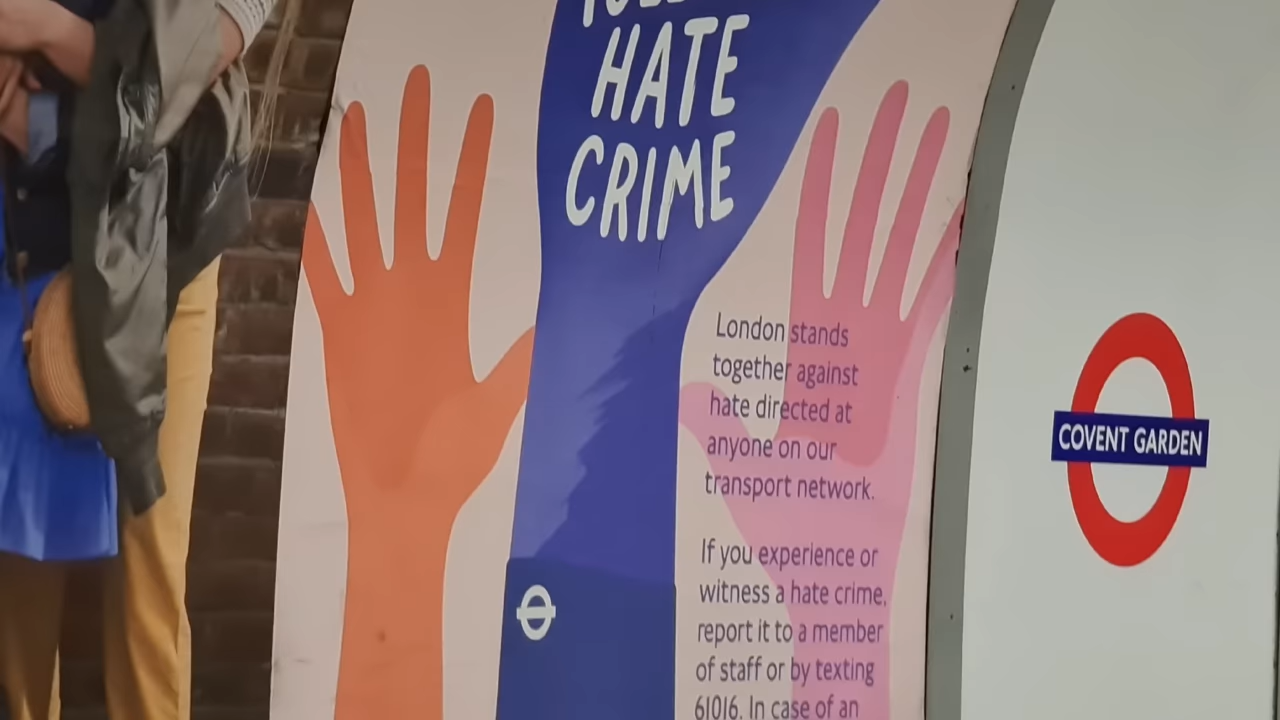 HATE
CRIME
London stands
together against
hate directed at
anyone on our
transport network.
If you experience or
witness a hate crime,
report it to a member
of staff or by texting
61016. In case of an
COVENT GARDEN